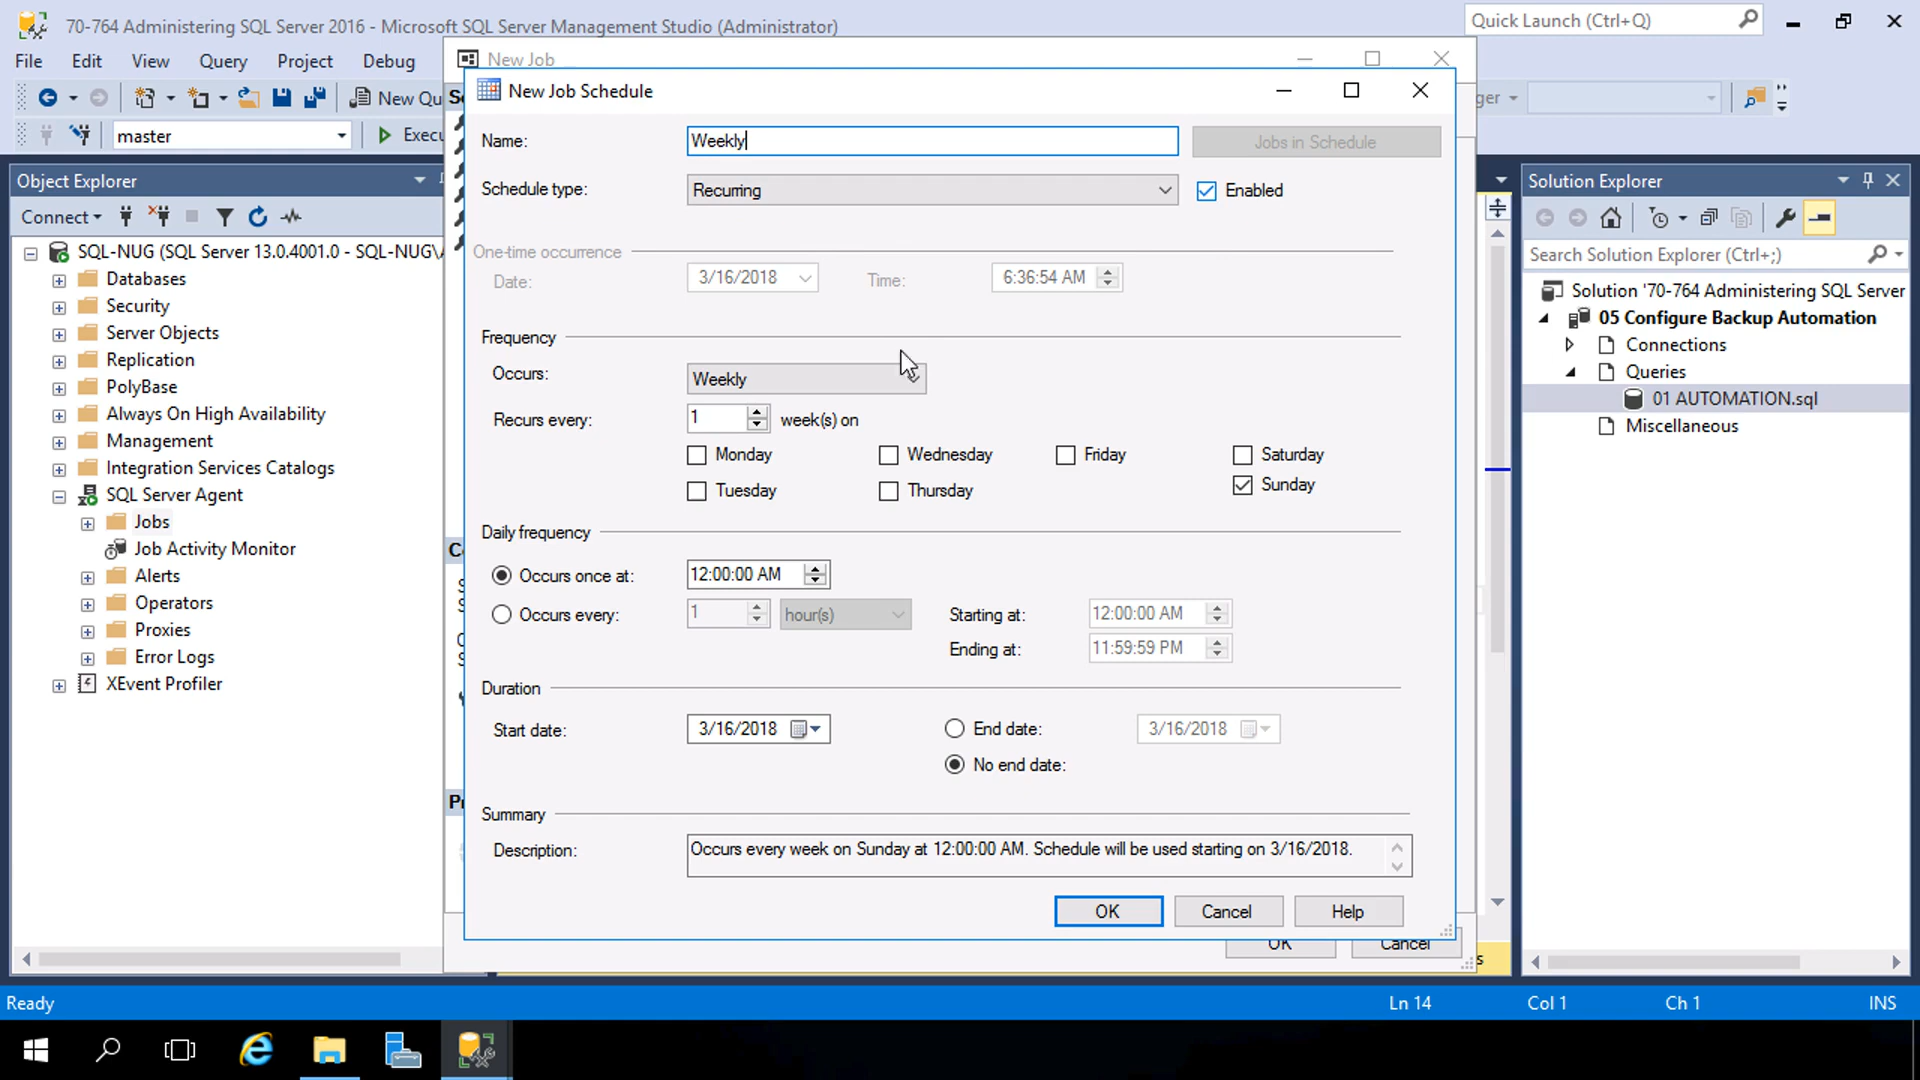 70-764 Administering SQL Server 2016 - Microsoft SQL Server Management Studio (Administrator)
Quick Launch (Ctrl+Q)
File Edit View Query Project Debug
New Job
New Qu
master
Execu
New Job Schedule
Name:
Weekly
Jobs in Schedule
Schedule type:
Recurring
Enabled
One-time occurrence
Date:
3/16/2018
Time:
6:36:54 AM
Frequency
Occurs:
Weekly
Recurs every:
1
week(s) on
Monday
Wednesday
Friday
Saturday
Tuesday
Thursday
Sunday
Daily frequency
Occurs once at:
12:00:00 AM
Occurs every:
1
hour(s)
Starting at:
12:00:00 AM
Ending at:
11:59:59 PM
Duration
Start date:
3/16/2018
End date:
3/16/2018
No end date:
Summary
Description:
Occurs every week on Sunday at 12:00:00 AM. Schedule will be used starting on 3/16/2018.
OK
Cancel
Help
OK
Cancel
Object Explorer
Connect
SQL-NUG (SQL Server 13.0.4001.0 - SQL-NUG\
Databases
Security
Server Objects
Replication
PolyBase
Always On High Availability
Management
Integration Services Catalogs
SQL Server Agent
Jobs
Job Activity Monitor
Alerts
Operators
Proxies
Error Logs
XEvent Profiler
Solution Explorer
Search Solution Explorer (Ctrl+;)
Solution '70-764 Administering SQL Server
05 Configure Backup Automation
Connections
Queries
01 AUTOMATION.sql
Miscellaneous
Ready
Ln 14
Col 1
Ch 1
INS